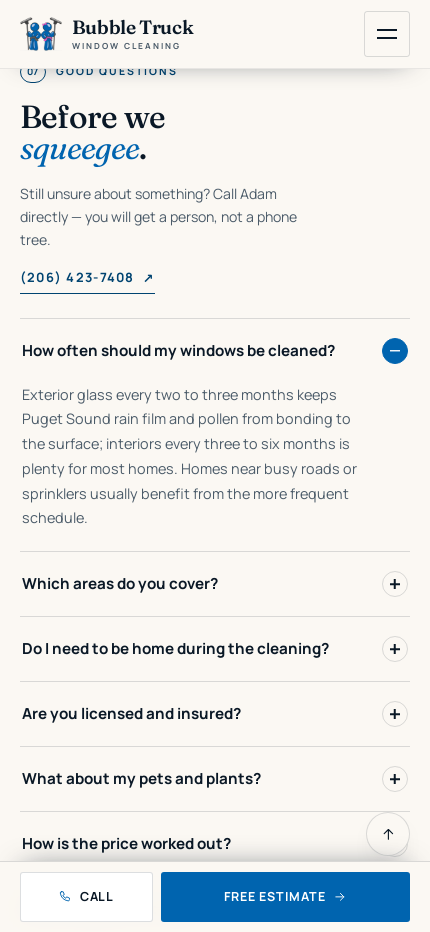 Bubble Truck
WINDOW CLEANING
07 GOOD QUESTIONS
Before we
squeegee.
Still unsure about something? Call Adam
directly — you will get a person, not a phone
tree.
(206) 423-7408 ↗
How often should my windows be cleaned?
Exterior glass every two to three months keeps
Puget Sound rain film and pollen from bonding to
the surface; interiors every three to six months is
plenty for most homes. Homes near busy roads or
sprinklers usually benefit from the more frequent
schedule.
Which areas do you cover?
Do I need to be home during the cleaning?
Are you licensed and insured?
What about my pets and plants?
How is the price worked out?
CALL
FREE ESTIMATE →